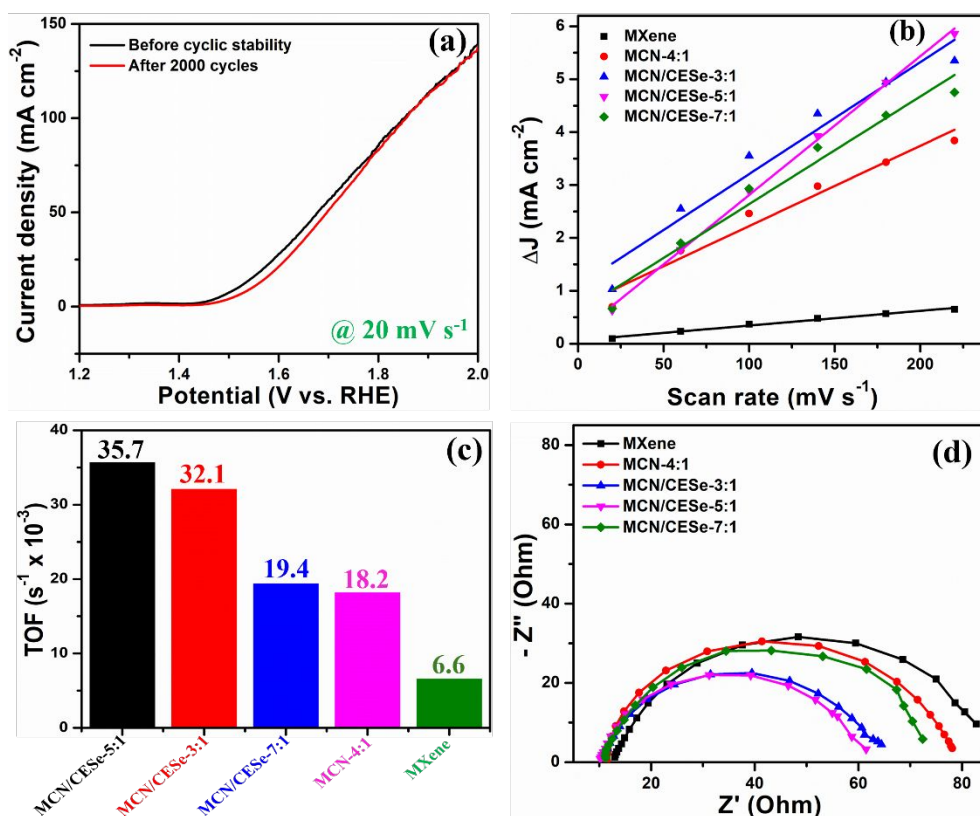 (a)
Before cyclic stability
After 2000 cycles
@ 20 mV s⁻¹
Current density (mA cm⁻²)
150
100
50
0
1.2
1.4
1.6
1.8
2.0
Potential (V vs. RHE)
(b)
MXene
MCN-4:1
MCN/CESe-3:1
MCN/CESe-5:1
MCN/CESe-7:1
ΔJ (mA cm⁻²)
6
5
4
3
2
1
0
50
100
150
200
Scan rate (mV s⁻¹)
(c)
35.7
32.1
19.4
18.2
6.6
TOF (s⁻¹ x 10⁻³)
40
30
20
10
0
MCN/CESe-5:1
MCN/CESe-3:1
MCN/CESe-7:1
MCN-4:1
MXene
(d)
MXene
MCN-4:1
MCN/CESe-3:1
MCN/CESe-5:1
MCN/CESe-7:1
- Z'' (Ohm)
80
60
40
20
0
20
40
60
80
Z' (Ohm)